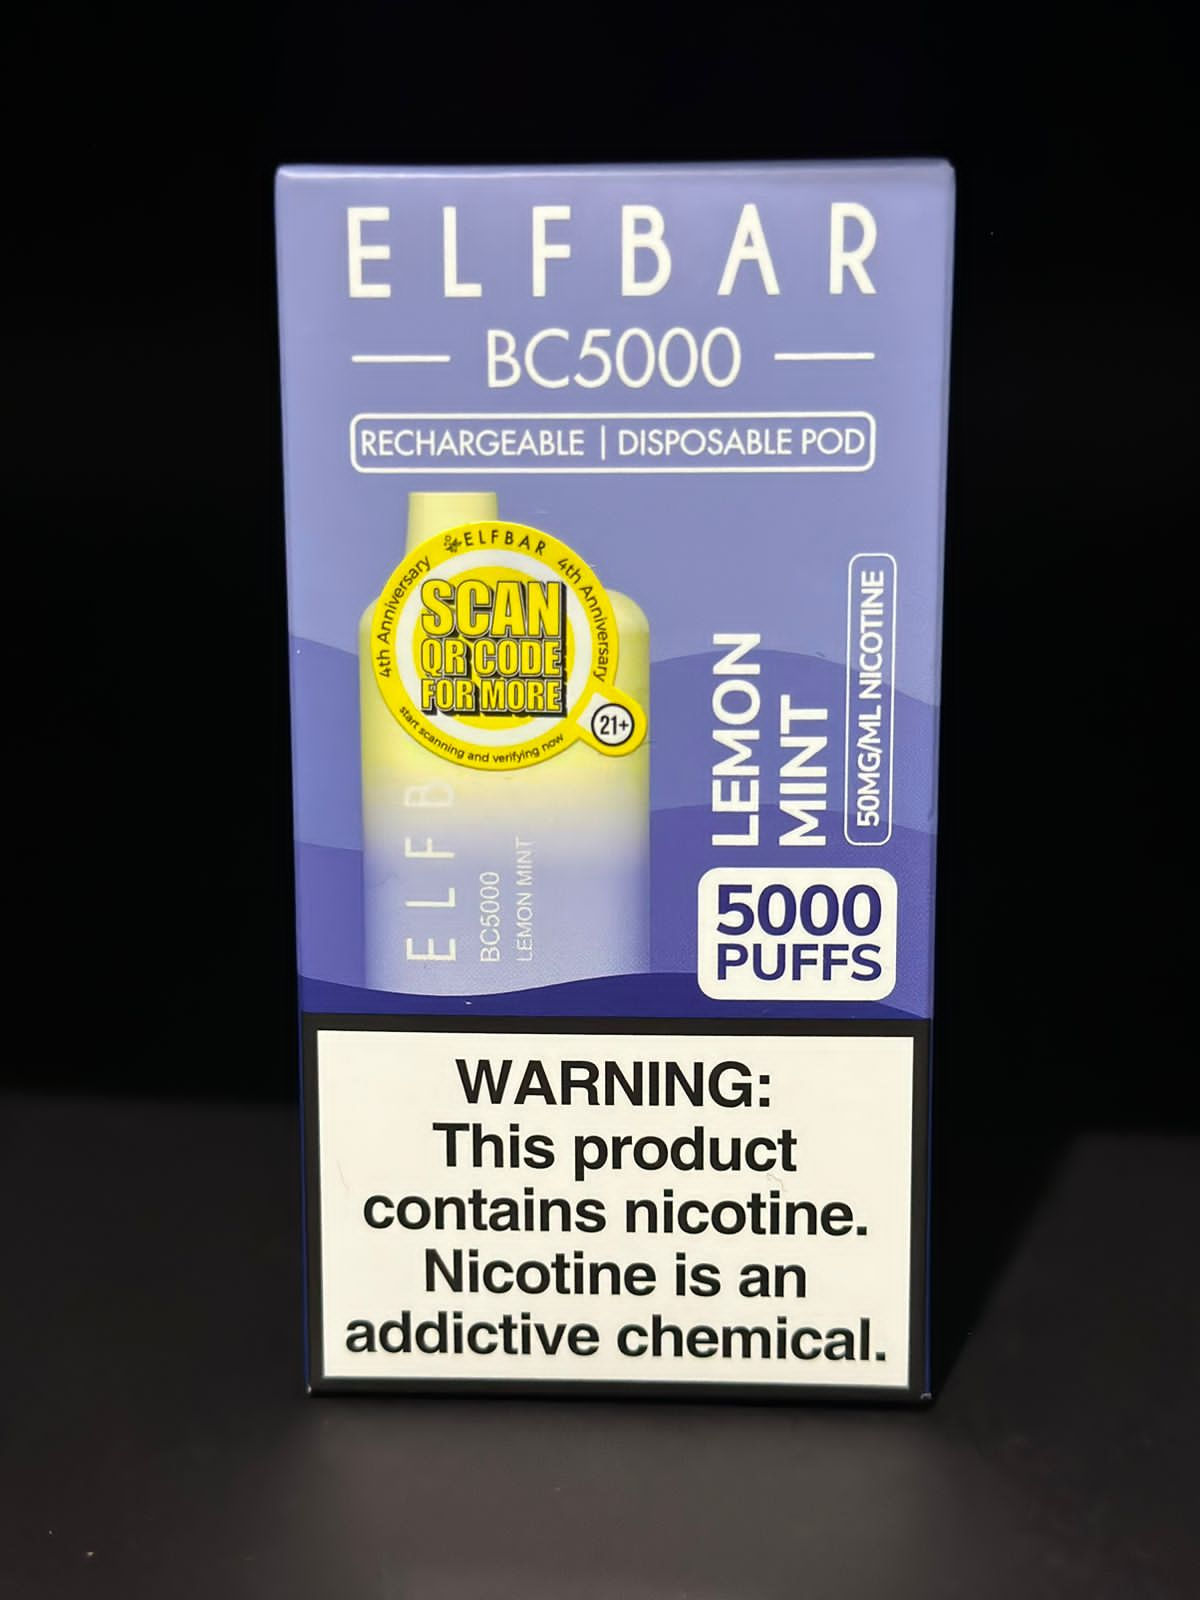 ELFBAR
BC5000
RECHARGEABLE | DISPOSABLE POD
ELFBAR
4th Anniversary
4th Anniversary
SCAN
QR CODE
FOR MORE
start scanning and verifying now
21+
ELFB
BC5000
LEMON MINT
LEMON
MINT
50MG/ML NICOTINE
5000
PUFFS
WARNING:
This product
contains nicotine.
Nicotine is an
addictive chemical.